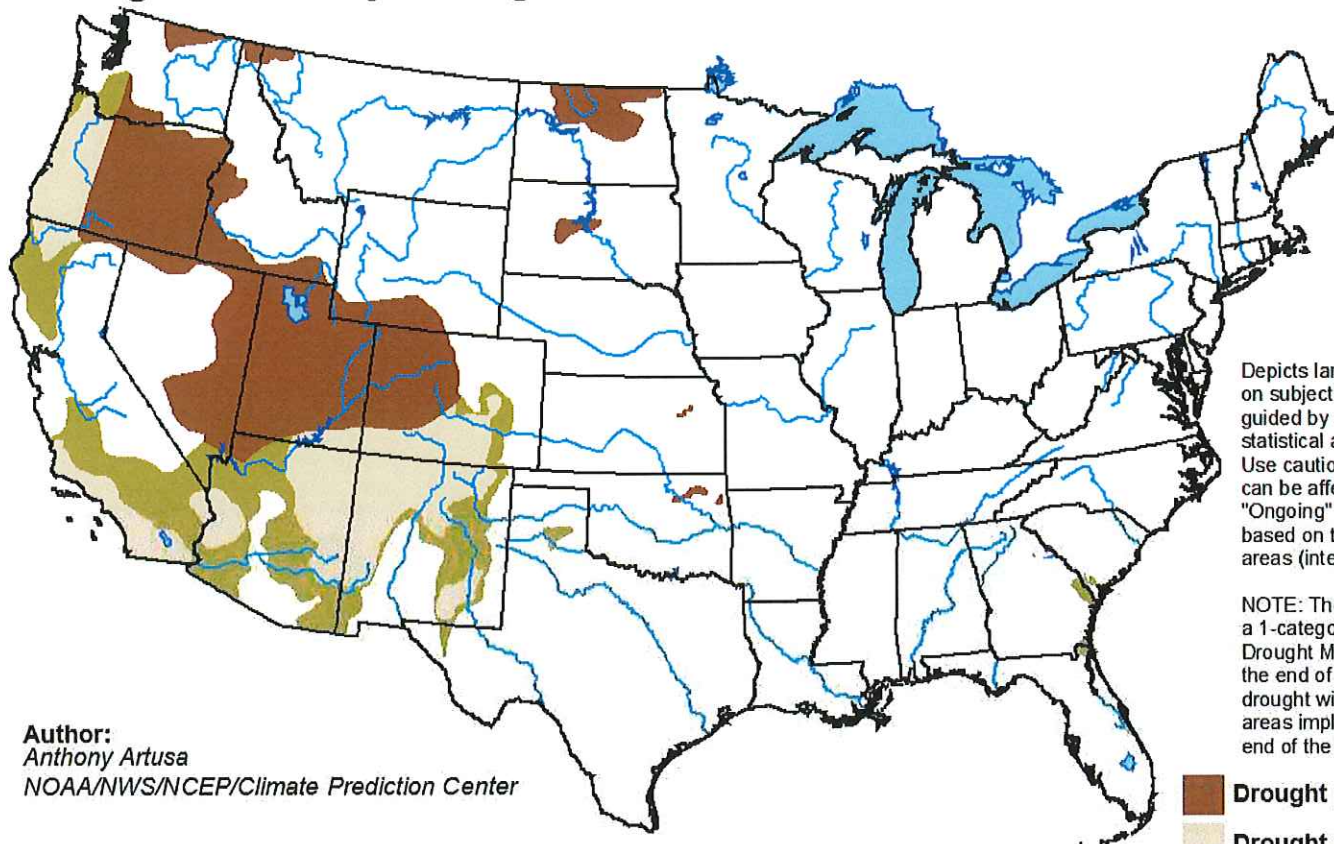 Author:
Anthony Artusa
NOAA/NWS/NCEP/Climate Prediction Center
Depicts lar
on subject
guided by
statistical a
Use cautio
can be affe
"Ongoing"
based on t
areas (inte
NOTE: Th
a 1-catego
Drought M
the end of
drought wi
areas impl
end of the
Drought
Drought